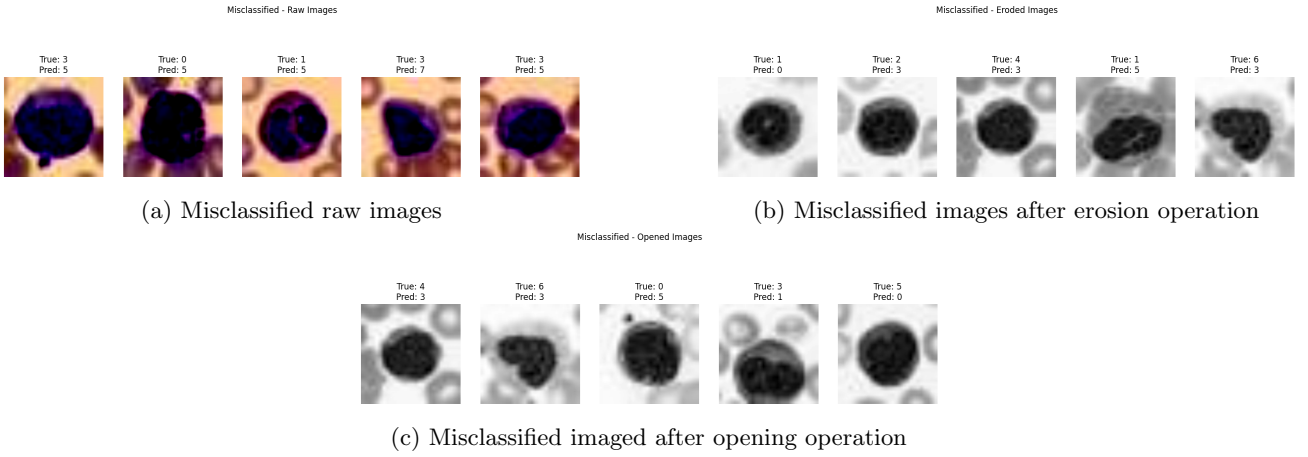 Misclassified - Raw Images
True: 3 True: 0 True: 1 True: 3 True: 3
Pred: 5 Pred: 5 Pred: 5 Pred: 7 Pred: 5
(a) Misclassified raw images
Misclassified - Eroded Images
True: 1 True: 2 True: 4 True: 1 True: 6
Pred: 0 Pred: 3 Pred: 3 Pred: 5 Pred: 3
(b) Misclassified images after erosion operation
Misclassified - Opened Images
True: 4 True: 6 True: 0 True: 3 True: 5
Pred: 3 Pred: 3 Pred: 5 Pred: 1 Pred: 0
(c) Misclassified imaged after opening operation